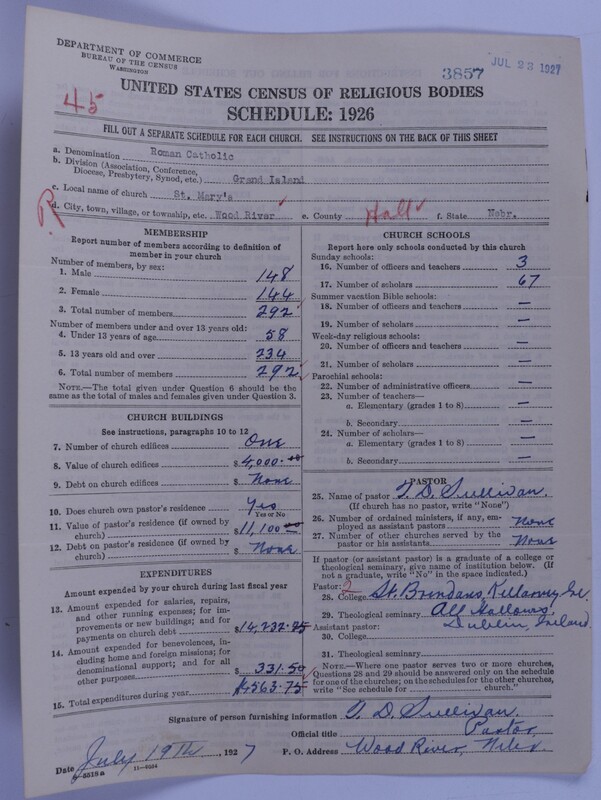 DEPARTMENT OF COMMERCE
BUREAU OF THE CENSUS
WASHINGTON
3857
JUL 23 1927
45
UNITED STATES CENSUS OF RELIGIOUS BODIES
SCHEDULE: 1926
FILL OUT A SEPARATE SCHEDULE FOR EACH CHURCH. SEE INSTRUCTIONS ON THE BACK OF THIS SHEET
a. Denomination Roman Catholic
b. Division (Association, Conference,
Diocese, Presbytery, Synod, etc.) Grand Island
c. Local name of church St. Mary's
R
d. City, town, village, or township, etc. Wood River e. County Hall f. State Nebr.
MEMBERSHIP
Report number of members according to definition of
member in your church
Number of members, by sex:
1. Male 148
2. Female 144
3. Total number of members 292
Number of members under and over 13 years old:
4. Under 13 years of age 58
5. 13 years old and over 234
6. Total number of members 292
NOTE.—The total given under Question 6 should be
the same as the total of males and females given under Question 3.
CHURCH BUILDINGS
See instructions, paragraphs 10 to 12
7. Number of church edifices One
8. Value of church edifices $4,000.00
9. Debt on church edifices $ None
10. Does church own pastor's residence Yes
Yes or No
11. Value of pastor's residence (if owned by
church) $11,100
12. Debt on pastor's residence (if owned by
church) $ None
EXPENDITURES
Amount expended by your church during last fiscal year
13. Amount expended for salaries, repairs,
and other running expenses; for im-
provements or new buildings; and for
payments on church debt $14,232.25
14. Amount expended for benevolences, in-
cluding home and foreign missions; for
denominational support; and for all
other purposes 331.50
15. Total expenditures during year $4563.75
CHURCH SCHOOLS
Report here only schools conducted by this church
Sunday schools:
16. Number of officers and teachers 3
17. Number of scholars 67
Summer vacation Bible schools:
18. Number of officers and teachers —
19. Number of scholars —
Week-day religious schools:
20. Number of officers and teachers —
21. Number of scholars —
Parochial schools:
22. Number of administrative officers —
23. Number of teachers—
a. Elementary (grades 1 to 8) —
b. Secondary —
24. Number of scholars—
a. Elementary (grades 1 to 8) —
b. Secondary —
PASTOR
25. Name of pastor T. D. Sullivan.
(If church has no pastor, write "None")
26. Number of ordained ministers, if any, em-
ployed as assistant pastors None
27. Number of other churches served by the
pastor or his assistants None
If pastor (or assistant pastor) is a graduate of a college or
theological seminary, give name of institution below. (If
not a graduate, write "No" in the space indicated.)
Pastor: 2
28. College St. Brendans, Killarney, Ire.
29. Theological seminary All Hallows,
Dublin, Ireland.
Assistant pastor:
30. College
31. Theological seminary
NOTE.—Where one pastor serves two or more churches,
Questions 28 and 29 should be answered only on the schedule
for one of the churches; on the schedules for the other churches,
write "See schedule for church."
Signature of person furnishing information T. D. Sullivan.
Official title Pastor,
Date July 19th, 1927 P. O. Address Wood River, Nebr.
8518 a 11—9564